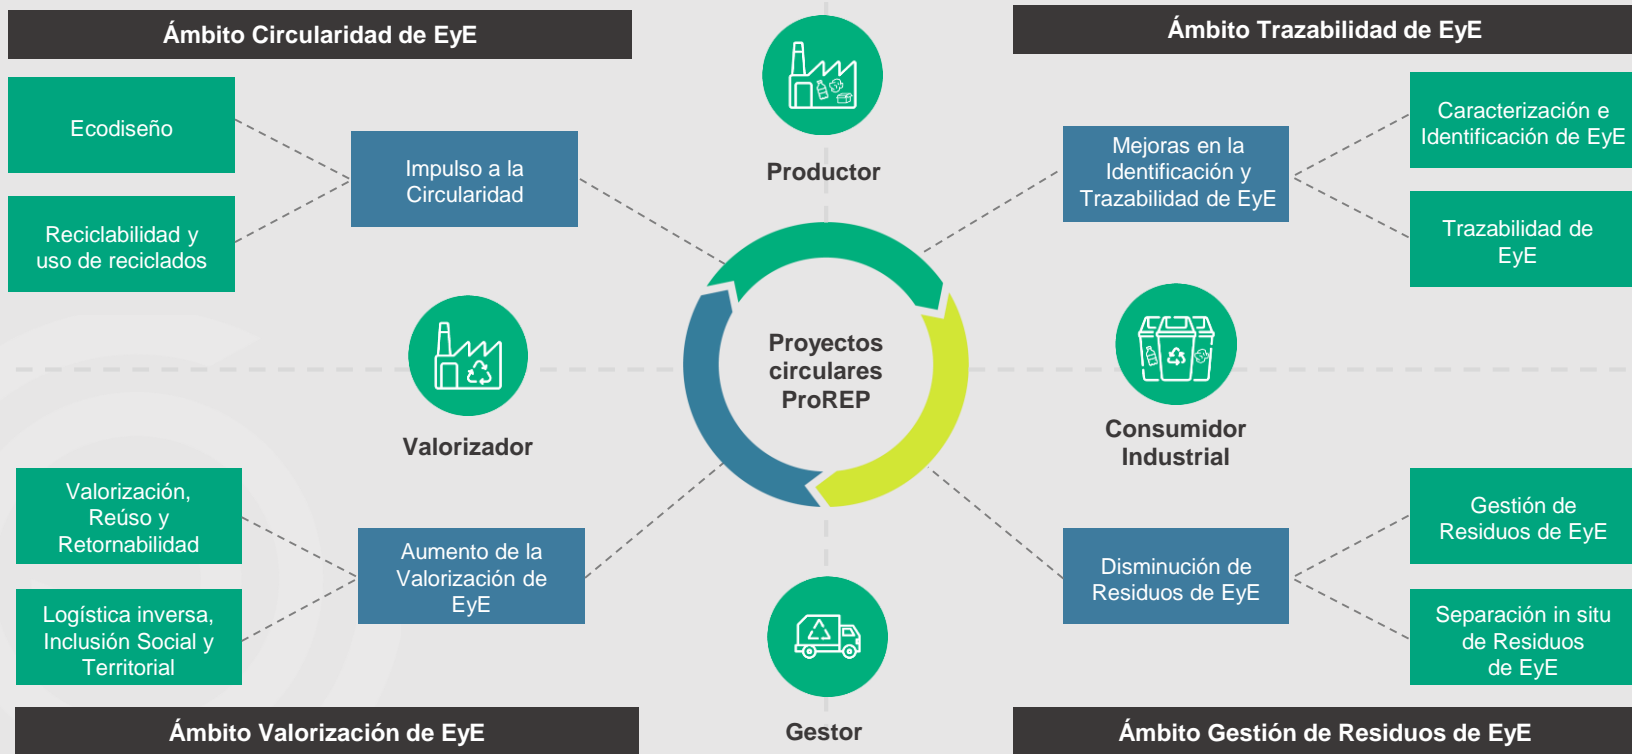 Ámbito Circularidad de EyE
Ecodiseño
Reciclabilidad y
uso de reciclados
Impulso a la
Circularidad
Productor
Ámbito Trazabilidad de EyE
Mejoras en la
Identificación y
Trazabilidad de EyE
Caracterización e
Identificación de EyE
Trazabilidad de
EyE
Valorizador
Proyectos
circulares
ProREP
Consumidor
Industrial
Valorización,
Reúso y
Retornabilidad
Logística inversa,
Inclusión Social y
Territorial
Aumento de la
Valorización de
EyE
Ámbito Valorización de EyE
Gestor
Disminución de
Residuos de EyE
Gestión de
Residuos de EyE
Separación in situ
de Residuos
de EyE
Ámbito Gestión de Residuos de EyE